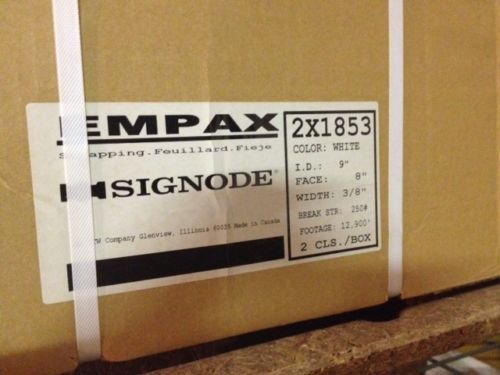 EMPAX
Strapping.Feuillard.Fleje
SIGNODE®
Company Glenview, Illinois 60025 Made in Canada
2X1853
COLOR: WHITE
I.D.: 9"
FACE: 8"
WIDTH: 3/8"
BREAK STR: 250#
FOOTAGE: 12,900'
2 CLS./BOX